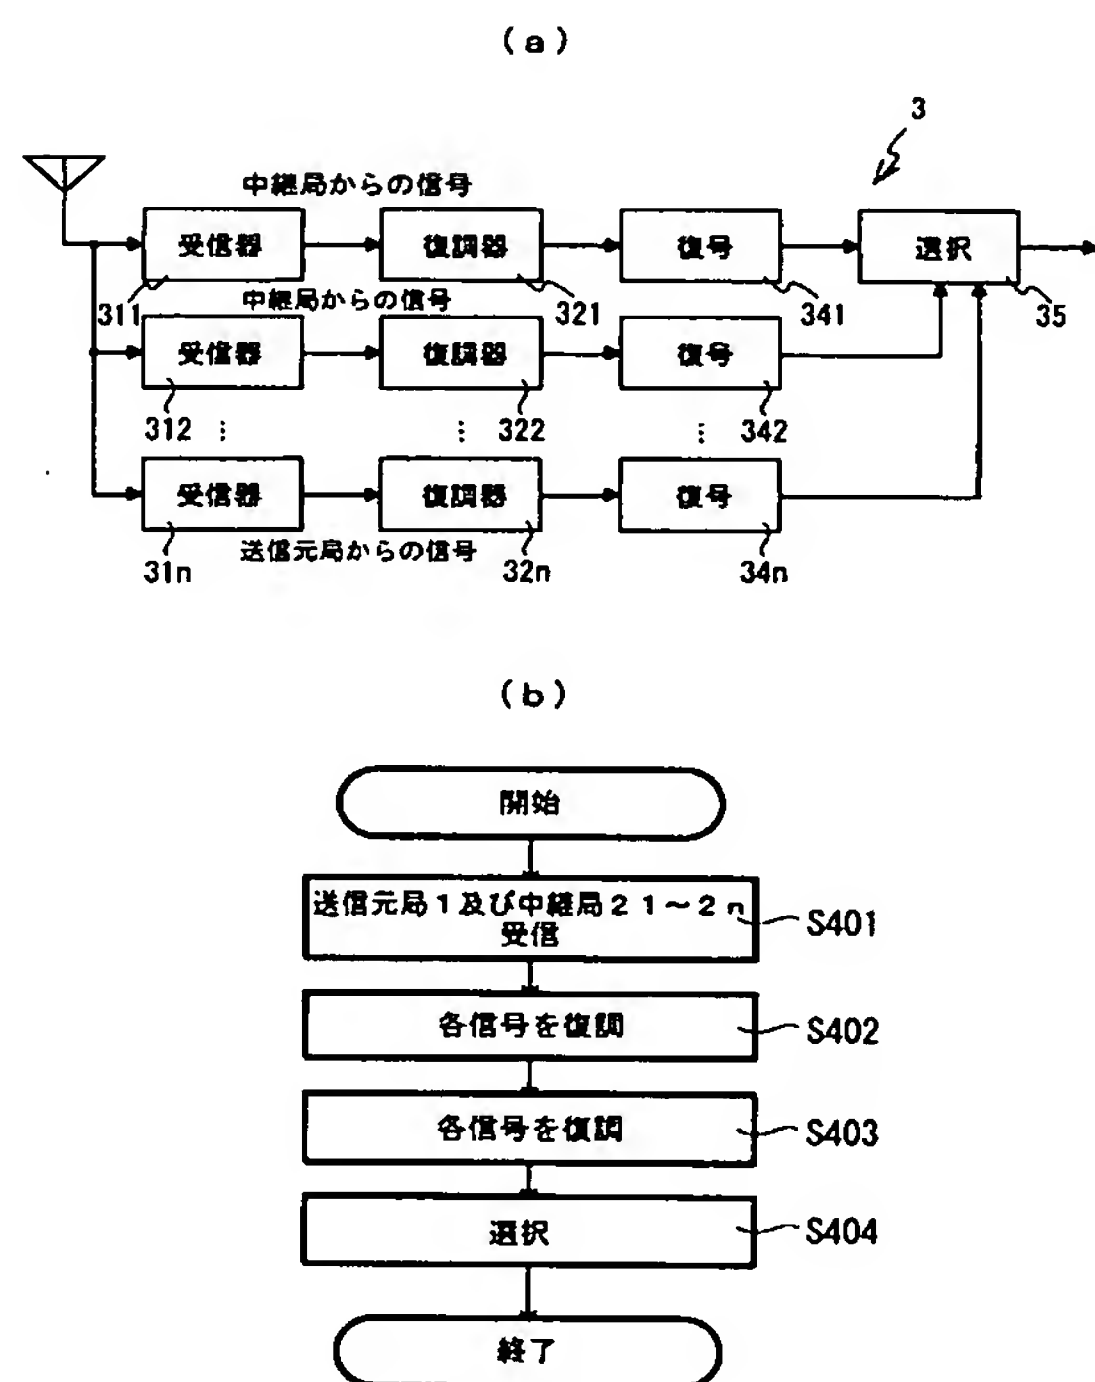 (a)
3
中継局からの信号
受信器 復調器 復号 選択
311 中継局からの信号 321 341 35
受信器 復調器 復号
312 ⋮ ⋮ 322 ⋮ 342
受信器 復調器 復号
31n 送信元局からの信号 32n 34n
(b)
開始
送信元局1及び中継局21~2n
受信
S401
各信号を復調
S402
各信号を復調
S403
選択
S404
終了